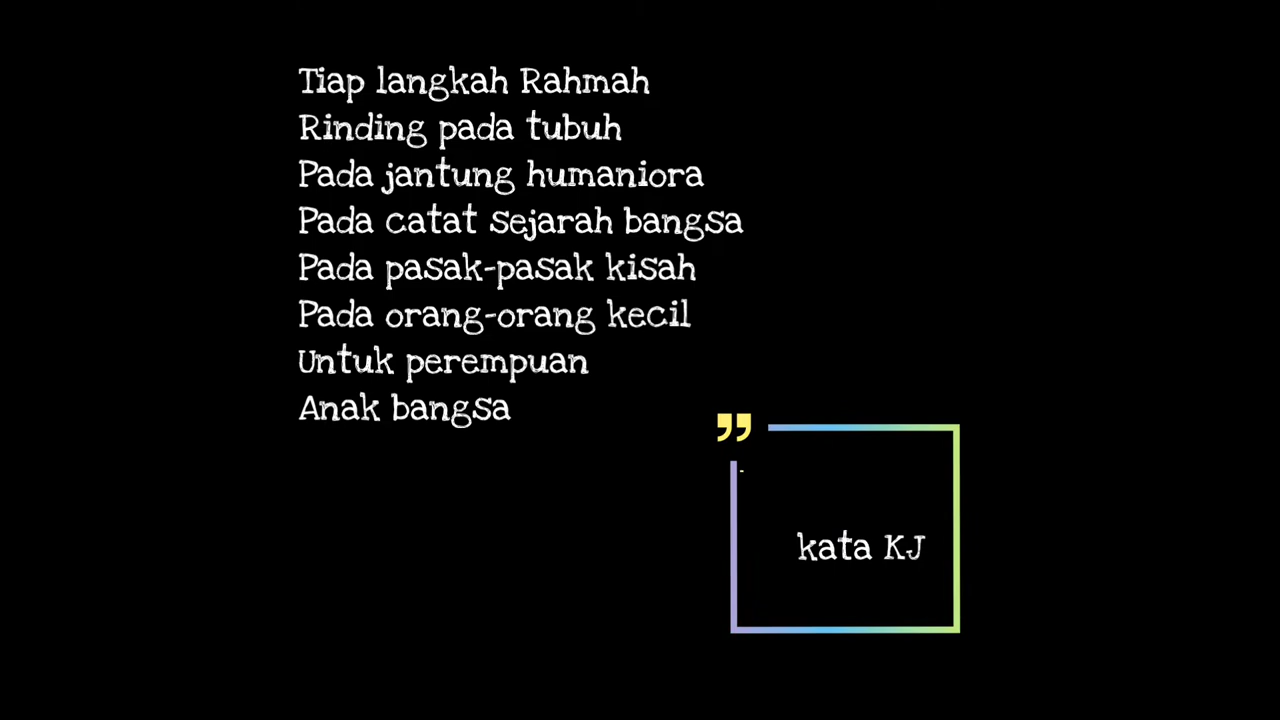 Tiap langkah Rahmah
Rinding pada tubuh
Pada jantung humaniora
Pada catat sejarah bangsa
Pada pasak-pasak kisah
Pada orang-orang kecil
Untuk perempuan
Anak bangsa
”
-
kata KJ